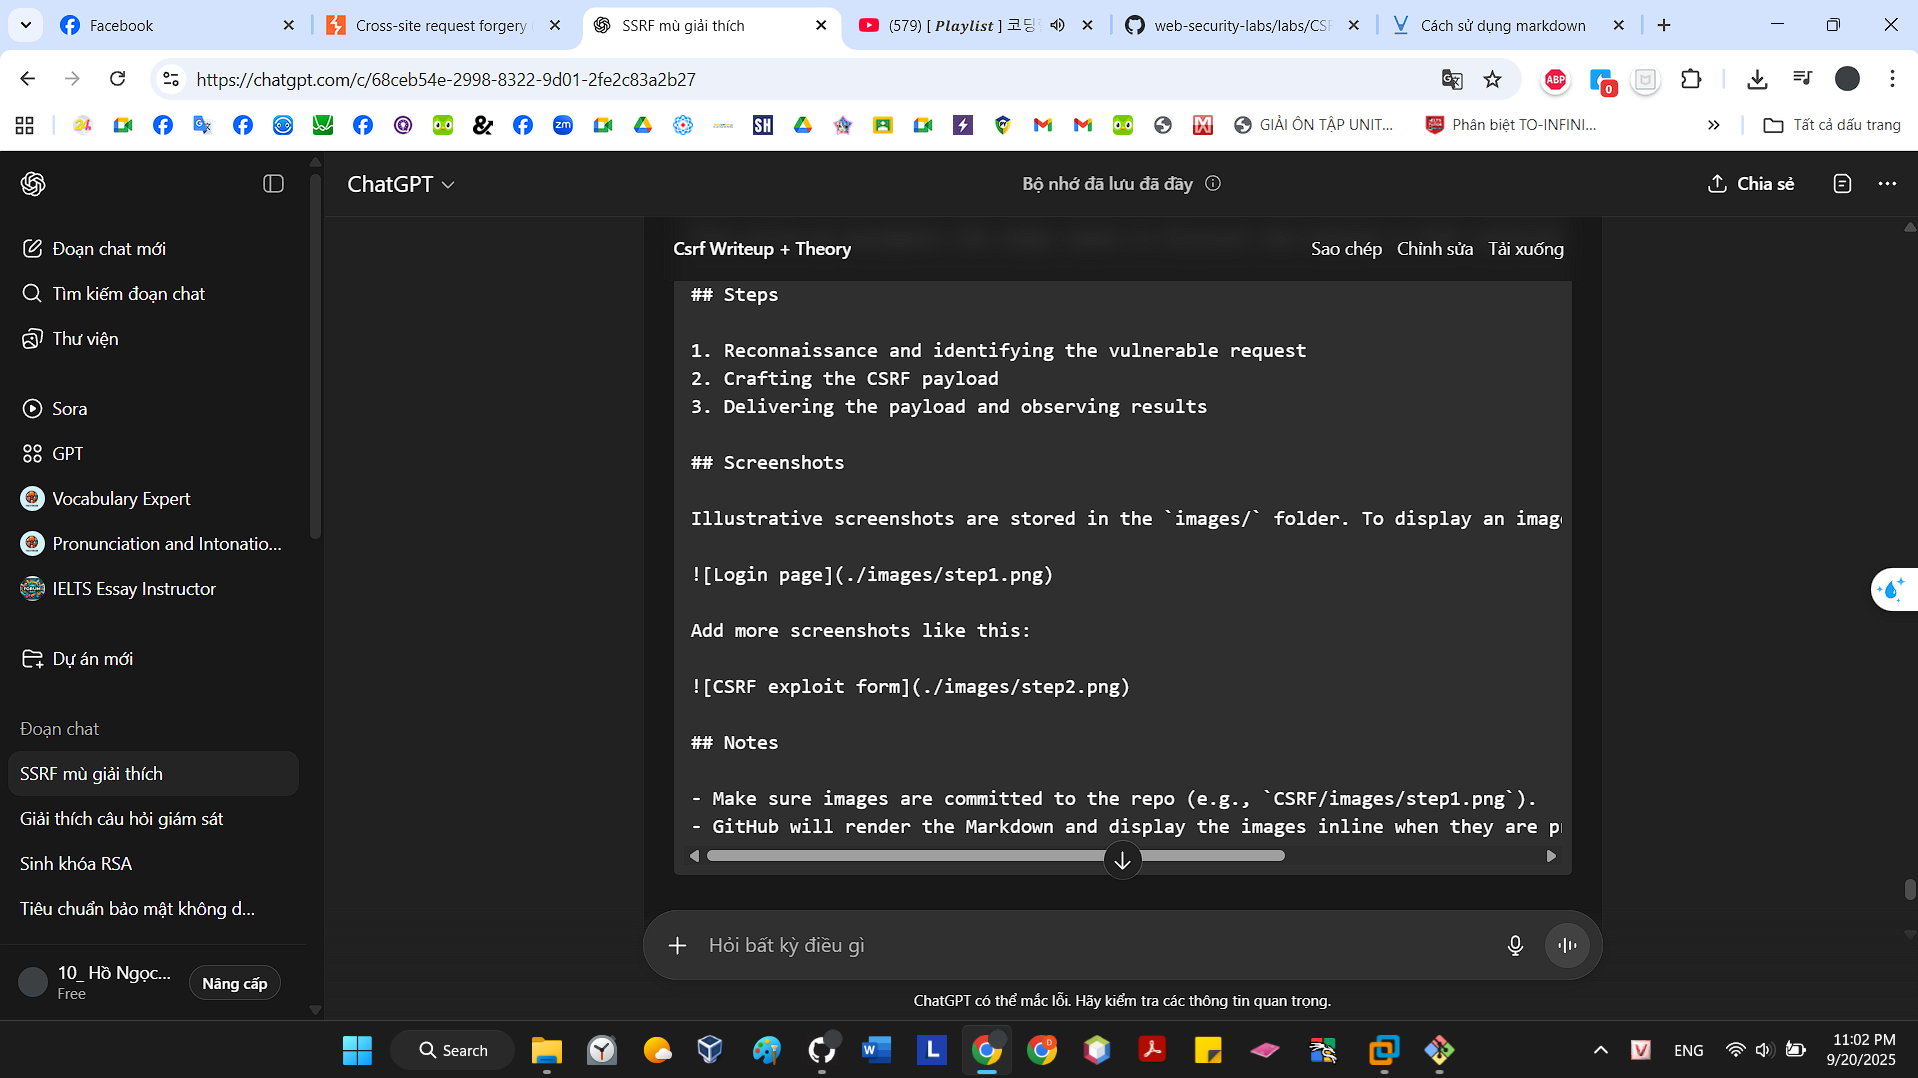 Facebook
Cross-site request forgery
SSRF mù giải thích
(579) [ Playlist ] 코딩
web-security-labs/labs/CSR
Cách sử dụng markdown
https://chatgpt.com/c/68ceb54e-2998-8322-9d01-2fe2c83a2b27
ABP
0
GIẢI ÔN TẬP UNIT...
Phân biệt TO-INFINI...
Tất cả dấu trang
ChatGPT
Bộ nhớ đã lưu đã đầy
Chia sẻ
Đoạn chat mới
Tìm kiếm đoạn chat
Thư viện
Sora
GPT
Vocabulary Expert
Pronunciation and Intonatio...
IELTS Essay Instructor
Dự án mới
Đoạn chat
SSRF mù giải thích
Giải thích câu hỏi giám sát
Sinh khóa RSA
Tiêu chuẩn bảo mật không d...
10_ Hồ Ngọc...
Free
Nâng cấp
Csrf Writeup + Theory
Sao chép Chỉnh sửa Tải xuống
## Steps
1. Reconnaissance and identifying the vulnerable request
2. Crafting the CSRF payload
3. Delivering the payload and observing results
## Screenshots
Illustrative screenshots are stored in the `images/` folder. To display an imag
![Login page](./images/step1.png)
Add more screenshots like this:
![CSRF exploit form](./images/step2.png)
## Notes
- Make sure images are committed to the repo (e.g., `CSRF/images/step1.png`).
- GitHub will render the Markdown and display the images inline when they are p
Hỏi bất kỳ điều gì
ChatGPT có thể mắc lỗi. Hãy kiểm tra các thông tin quan trọng.
Search
ENG
11:02 PM
9/20/2025